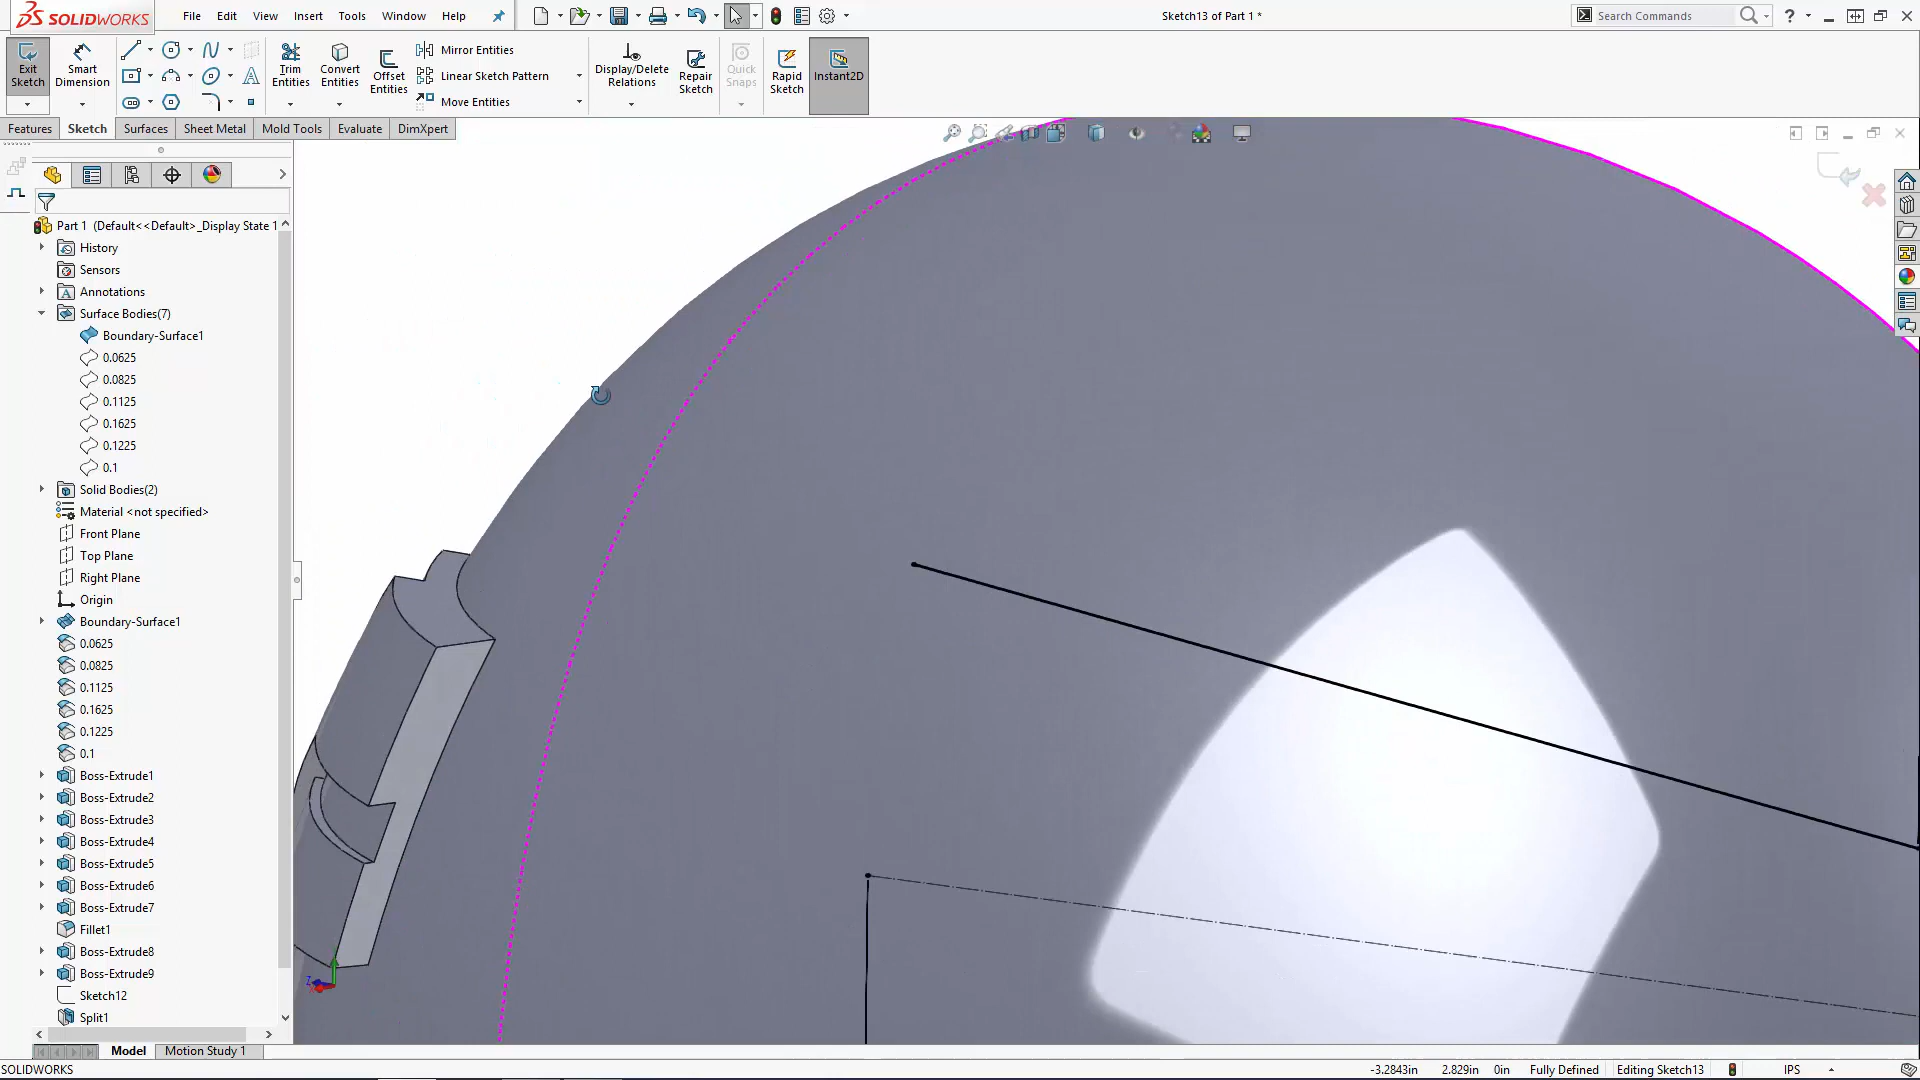 SOLIDWORKS
File
Edit
View
Insert
Tools
Window
Help
Sketch13 of Part 1 *
Search Commands
Exit Sketch
Smart Dimension
Trim Entities
Convert Entities
Offset Entities
Mirror Entities
Linear Sketch Pattern
Move Entities
Display/Delete Relations
Repair Sketch
Quick Snaps
Rapid Sketch
Instant2D
Features
Sketch
Surfaces
Sheet Metal
Mold Tools
Evaluate
DimXpert
Part 1 (Default<<Default>_Display State 1
History
Sensors
Annotations
Surface Bodies(7)
Boundary-Surface1
0.0625
0.0825
0.1125
0.1625
0.1225
0.1
Solid Bodies(2)
Material <not specified>
Front Plane
Top Plane
Right Plane
Origin
Boundary-Surface1
0.0625
0.0825
0.1125
0.1625
0.1225
0.1
Boss-Extrude1
Boss-Extrude2
Boss-Extrude3
Boss-Extrude4
Boss-Extrude5
Boss-Extrude6
Boss-Extrude7
Fillet1
Boss-Extrude8
Boss-Extrude9
Sketch12
Split1
Model
Motion Study 1
SOLIDWORKS
-3.2843in
2.829in
0in
Fully Defined
Editing Sketch13
IPS